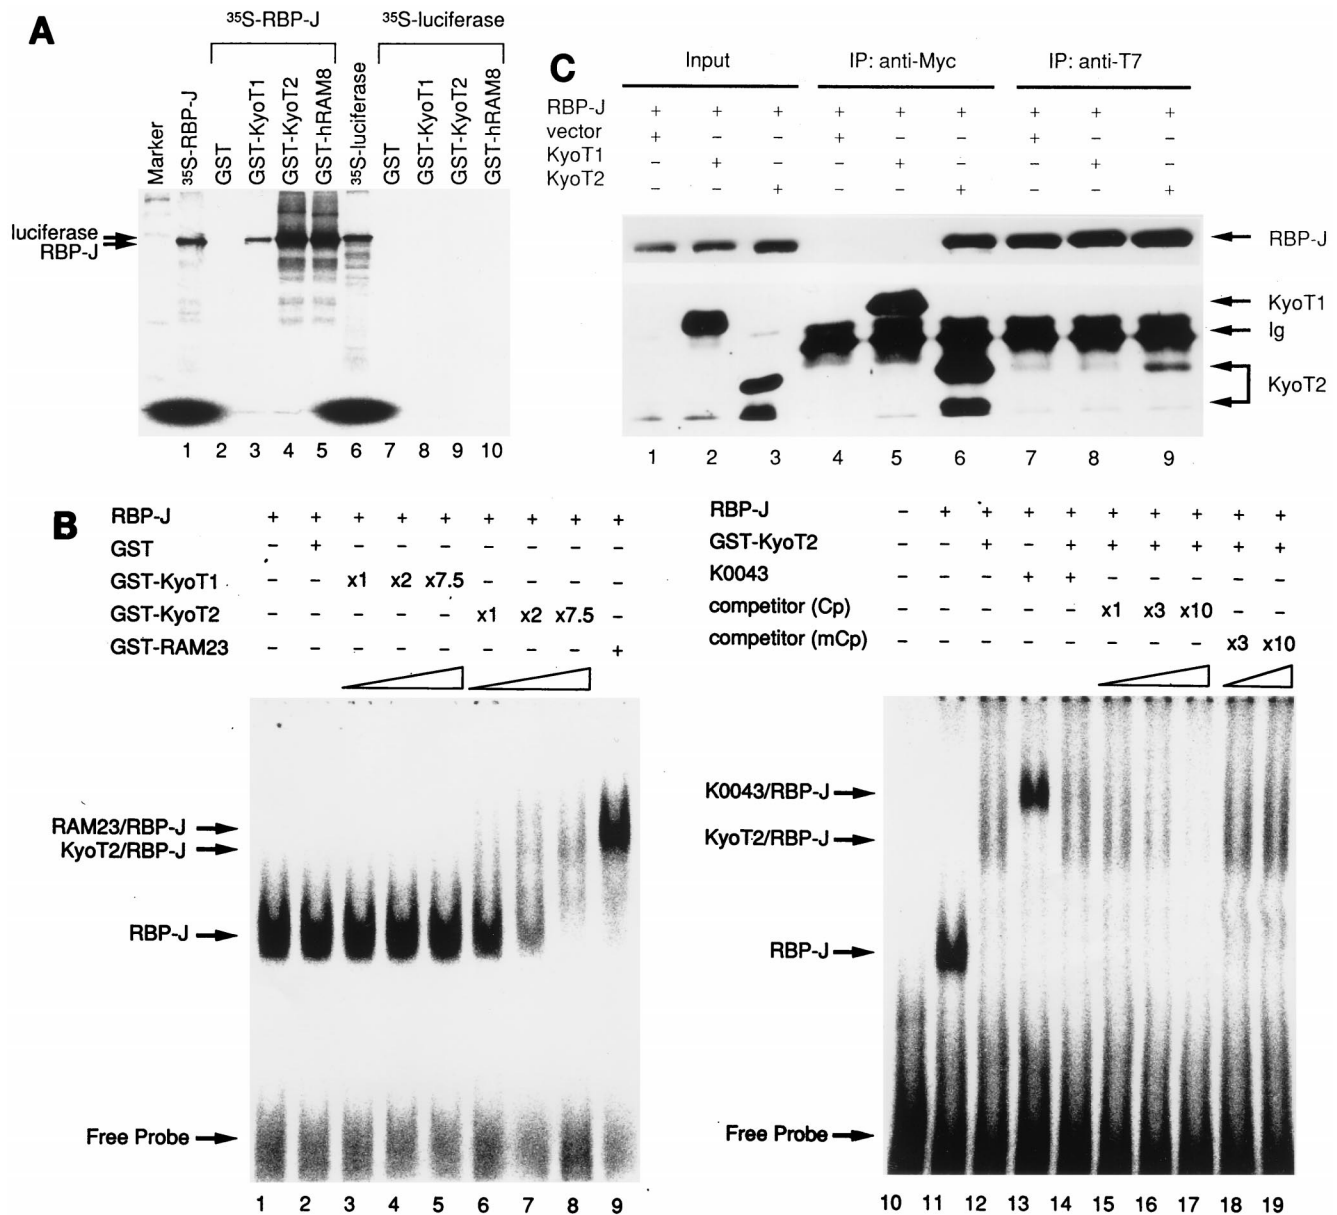 A
35S-RBP-J
35S-luciferase
Marker
35S-RBP-J
GST
GST-KyoT1
GST-KyoT2
GST-hRAM8
35S-luciferase
GST
GST-KyoT1
GST-KyoT2
GST-hRAM8
luciferase
RBP-J
1 2 3 4 5 6 7 8 9 10
C
Input IP: anti-Myc IP: anti-T7
RBP-J + + + + + + + + +
vector + − − + − − + − −
KyoT1 − + − − + − − + −
KyoT2 − − + − − + − − +
RBP-J
KyoT1
Ig
KyoT2
1 2 3 4 5 6 7 8 9
B
RBP-J + + + + + + + + +
GST − + − − − − − − −
GST-KyoT1 − − x1 x2 x7.5 − − − −
GST-KyoT2 − − − − − x1 x2 x7.5 −
GST-RAM23 − − − − − − − − +
RAM23/RBP-J
KyoT2/RBP-J
RBP-J
Free Probe
1 2 3 4 5 6 7 8 9
RBP-J − + + + + + + + + +
GST-KyoT2 − − + − + + + + + +
K0043 − − − + + − − − − −
competitor (Cp) − − − − − x1 x3 x10 − −
competitor (mCp) − − − − − − − − x3 x10
K0043/RBP-J
KyoT2/RBP-J
RBP-J
Free Probe
10 11 12 13 14 15 16 17 18 19